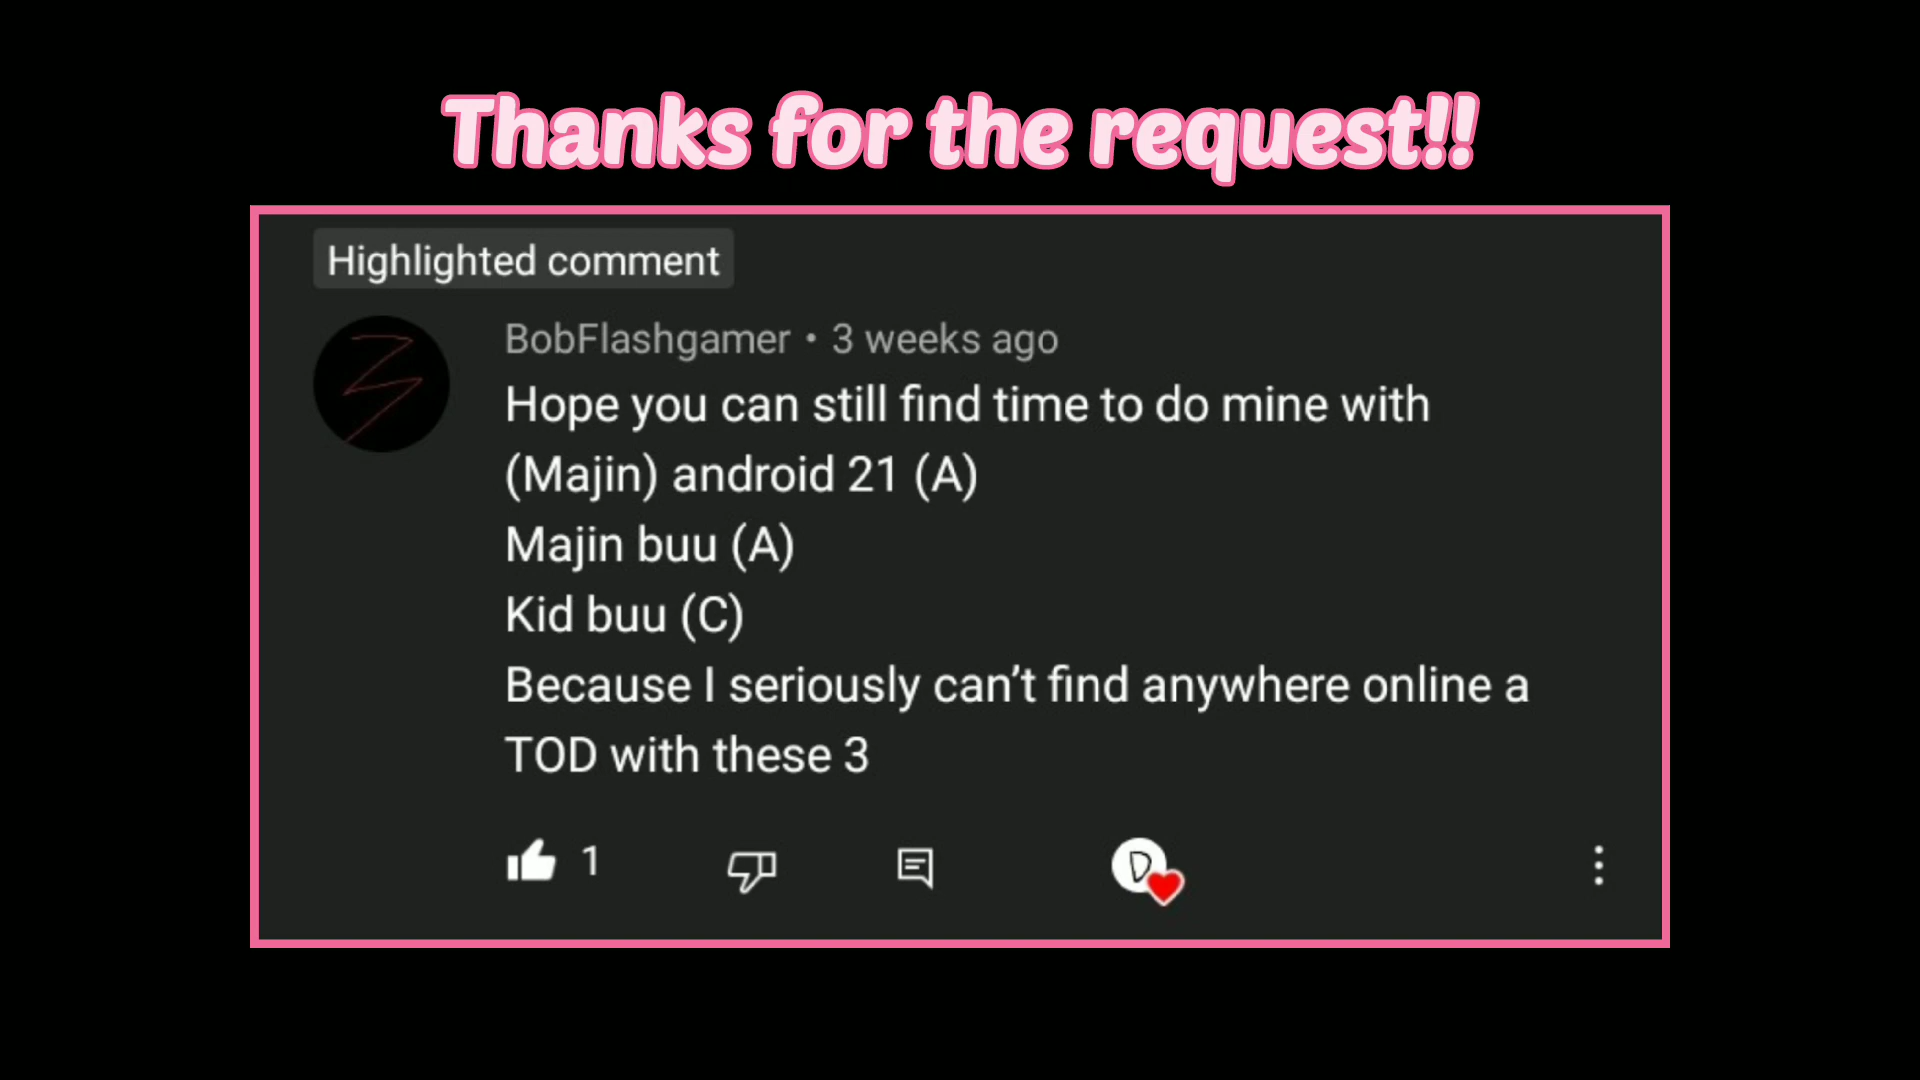 Thanks for the request!!
Highlighted comment
BobFlashgamer • 3 weeks ago
Hope you can still find time to do mine with
(Majin) android 21 (A)
Majin buu (A)
Kid buu (C)
Because I seriously can’t find anywhere online a
TOD with these 3
1
D